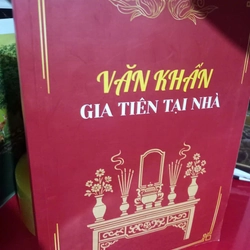 VĂN KHẤN
GIA TIÊN TẠI NHÀ